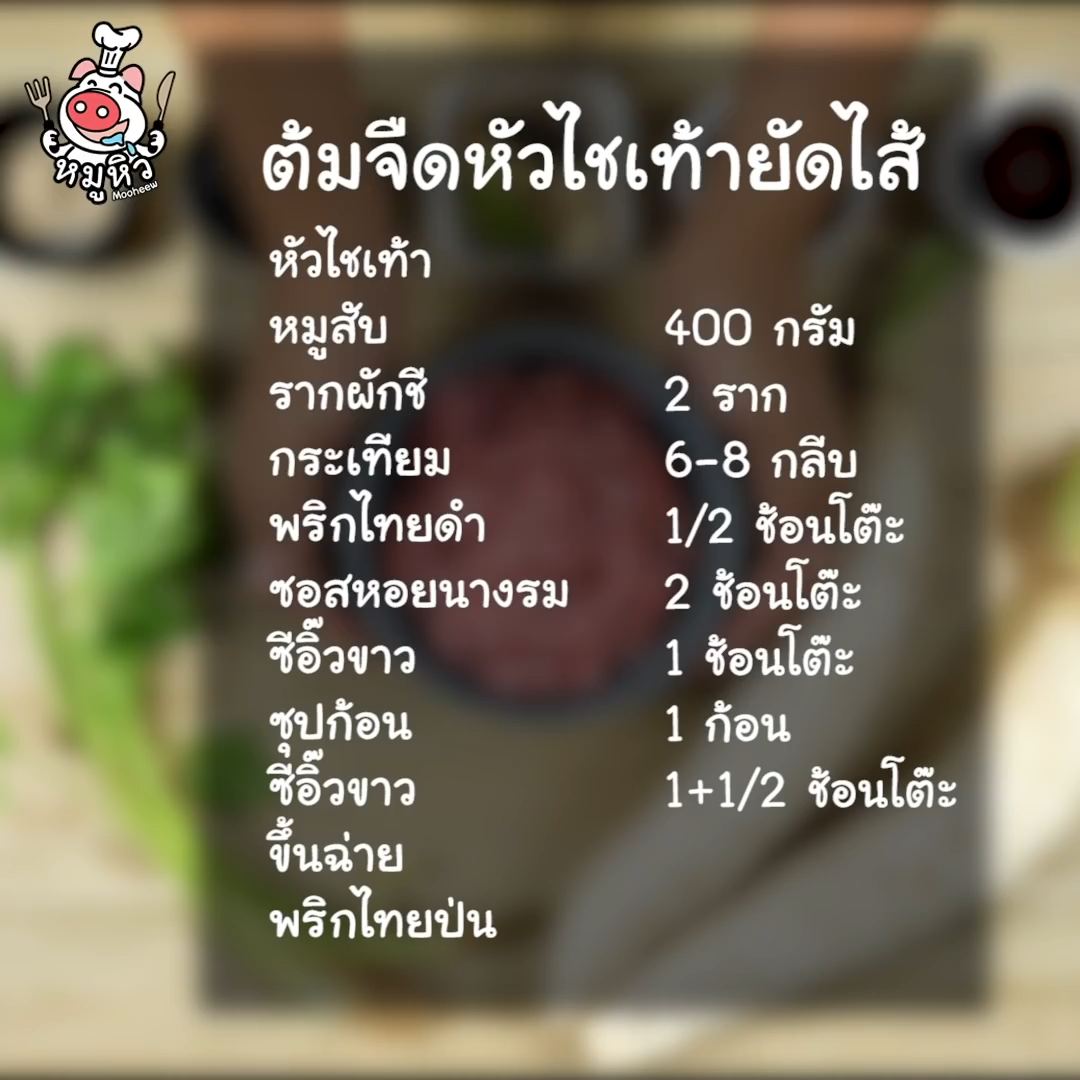 หมูหิว
Mooheew
ต้มจืดหัวไชเท้ายัดไส้
หัวไชเท้า
หมูสับ 400 กรัม
รากผักชี 2 ราก
กระเทียม 6-8 กลีบ
พริกไทยดำ 1/2 ช้อนโต๊ะ
ซอสหอยนางรม 2 ช้อนโต๊ะ
ซีอิ๊วขาว 1 ช้อนโต๊ะ
ซุปก้อน 1 ก้อน
ซีอิ๊วขาว 1+1/2 ช้อนโต๊ะ
ขึ้นฉ่าย
พริกไทยป่น